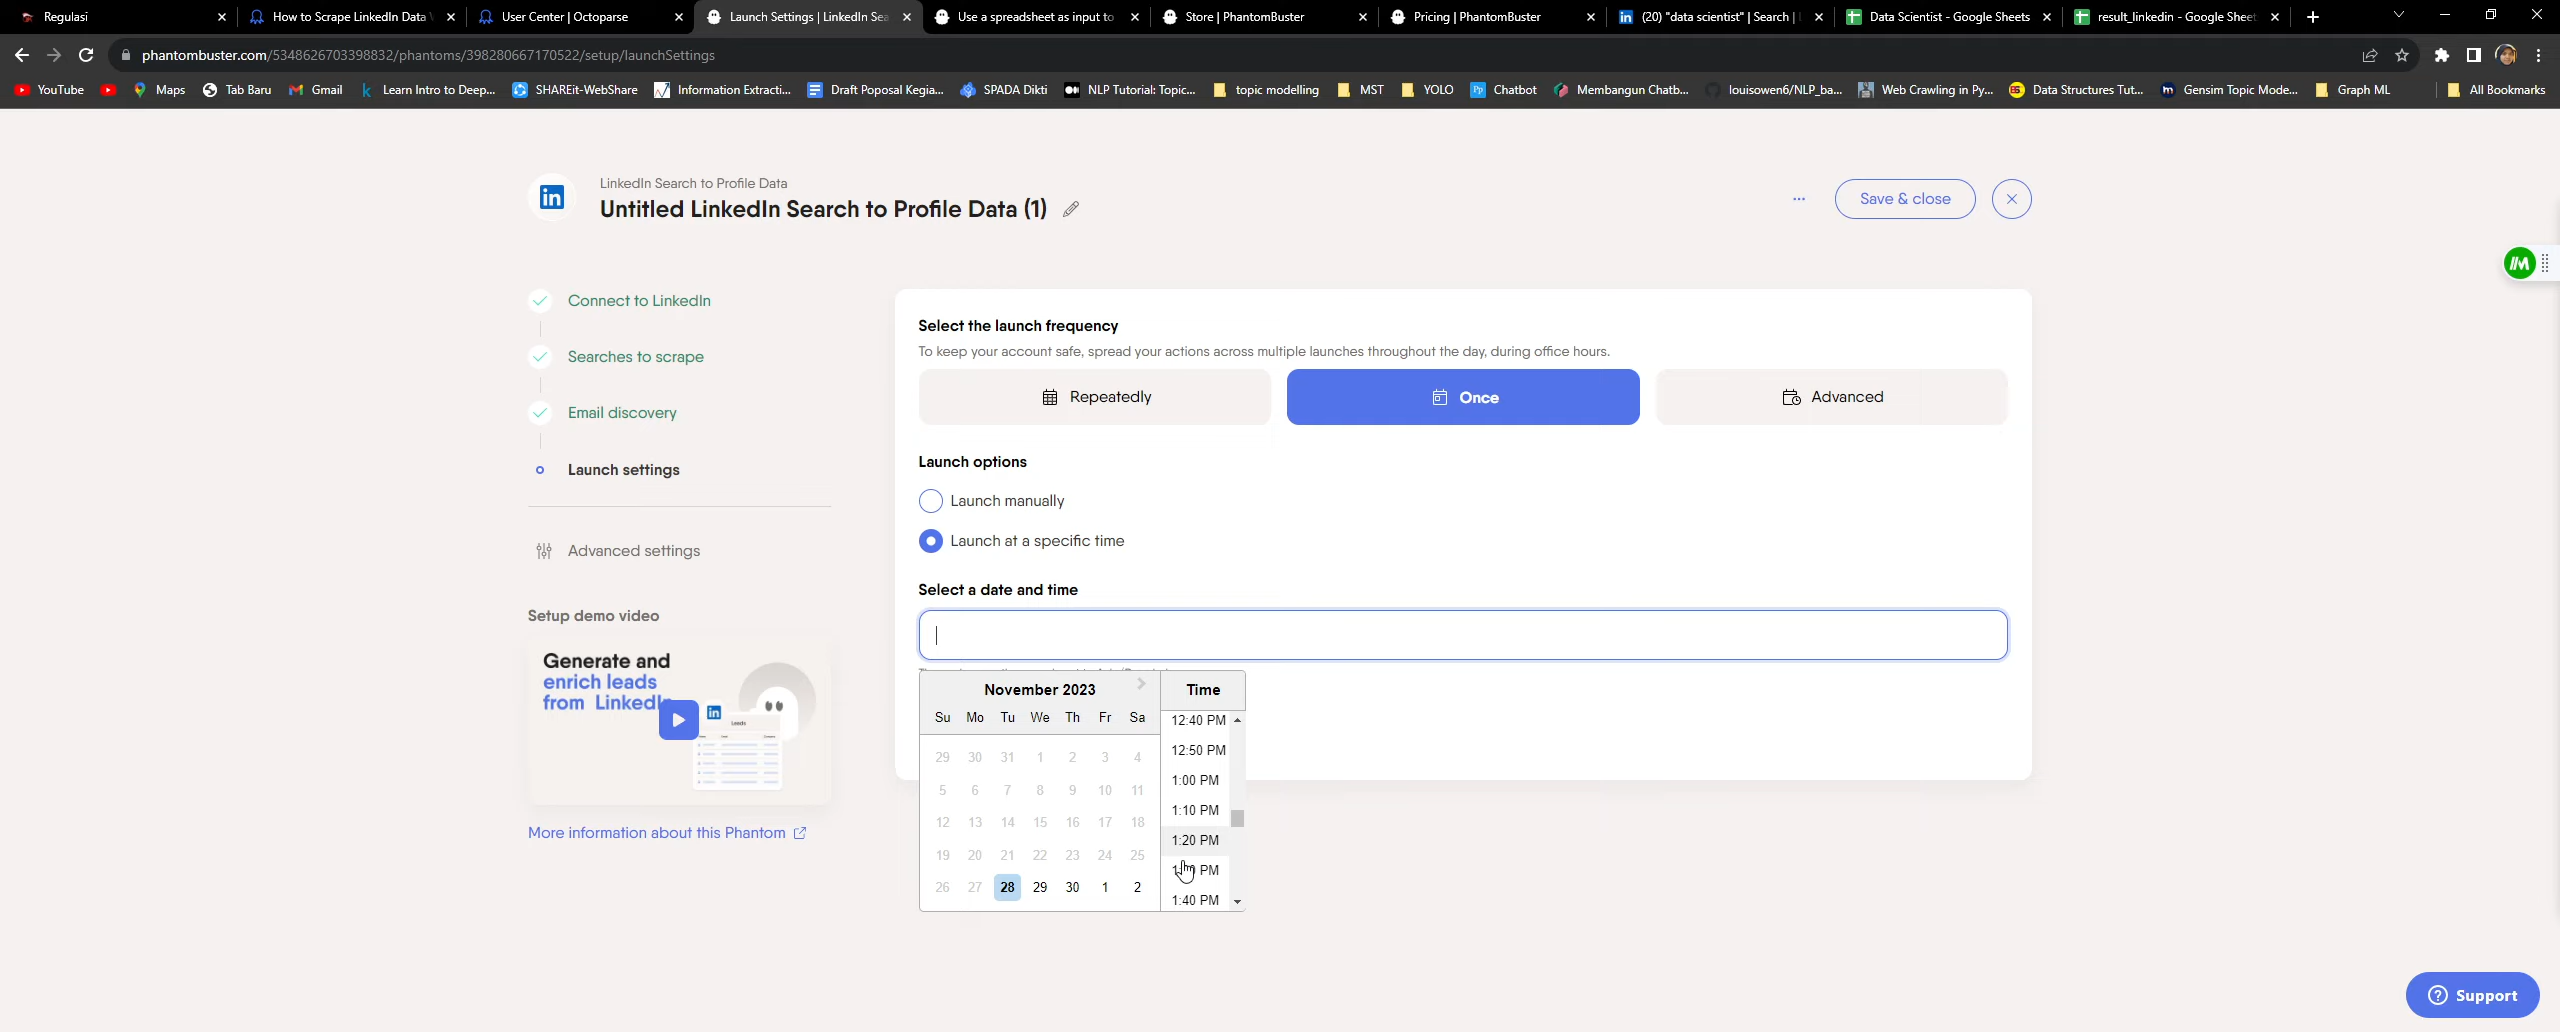 Regulasi
How to Scrape LinkedIn Data
User Center | Octoparse
Launch Settings | LinkedIn Sea
Use a spreadsheet as input to
Store | PhantomBuster
Pricing | PhantomBuster
(20) "data scientist" | Search |
Data Scientist - Google Sheets
result_linkedin - Google Sheet
phantombuster.com/5348626703398832/phantoms/398280667170522/setup/launchSettings
YouTube
Maps
Tab Baru
Gmail
Learn Intro to Deep...
SHAREit-WebShare
Information Extracti...
Draft Poposal Kegia...
SPADA Dikti
NLP Tutorial: Topic...
topic modelling
MST
YOLO
Chatbot
Membangun Chatb...
louisowen6/NLP_ba...
Web Crawling in Py...
Data Structures Tut...
Gensim Topic Mode...
Graph ML
All Bookmarks
LinkedIn Search to Profile Data
Untitled LinkedIn Search to Profile Data (1)
Save & close
Connect to LinkedIn
Searches to scrape
Email discovery
Launch settings
Advanced settings
Setup demo video
Generate and
enrich leads
from LinkedIn
Leads
More information about this Phantom
Select the launch frequency
To keep your account safe, spread your actions across multiple launches throughout the day, during office hours.
Repeatedly
Once
Advanced
Launch options
Launch manually
Launch at a specific time
Select a date and time
November 2023
Time
Su Mo Tu We Th Fr Sa
29 30 31 1 2 3 4
5 6 7 8 9 10 11
12 13 14 15 16 17 18
19 20 21 22 23 24 25
26 27 28 29 30 1 2
12:40 PM
12:50 PM
1:00 PM
1:10 PM
1:20 PM
PM
1:40 PM
Support